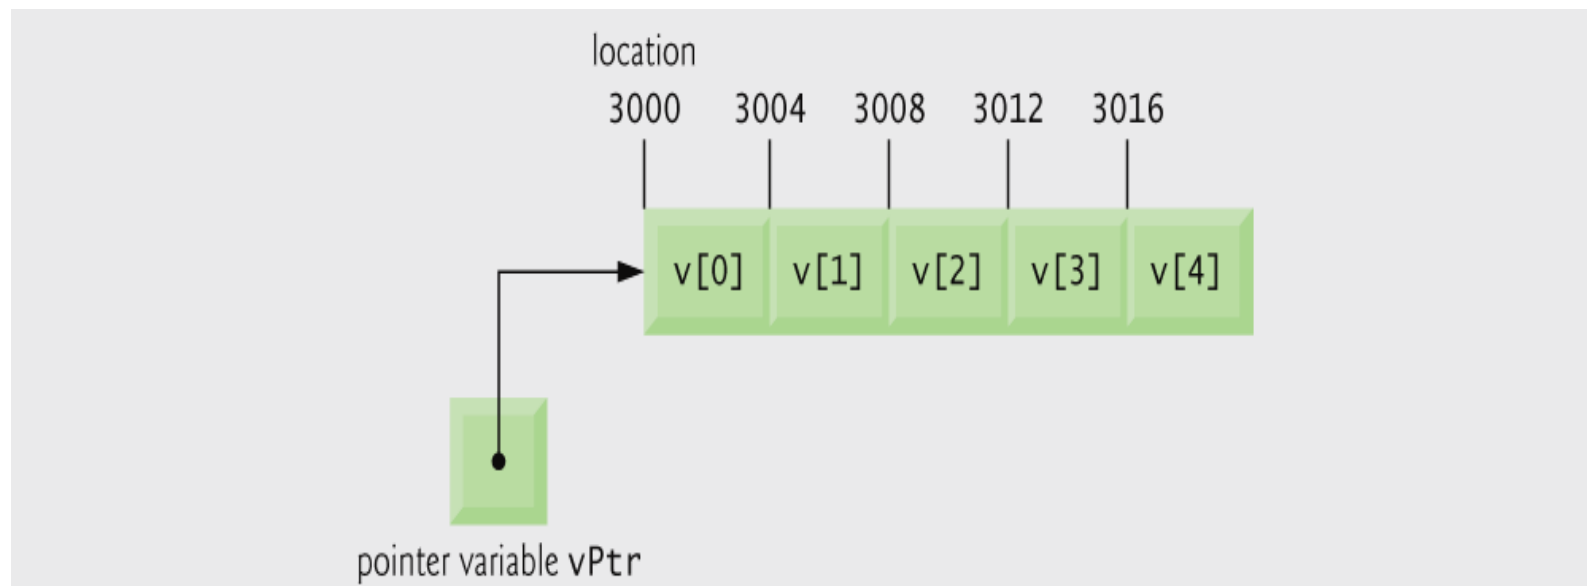 location
3000 3004 3008 3012 3016
v[0] v[1] v[2] v[3] v[4]
pointer variable vPtr